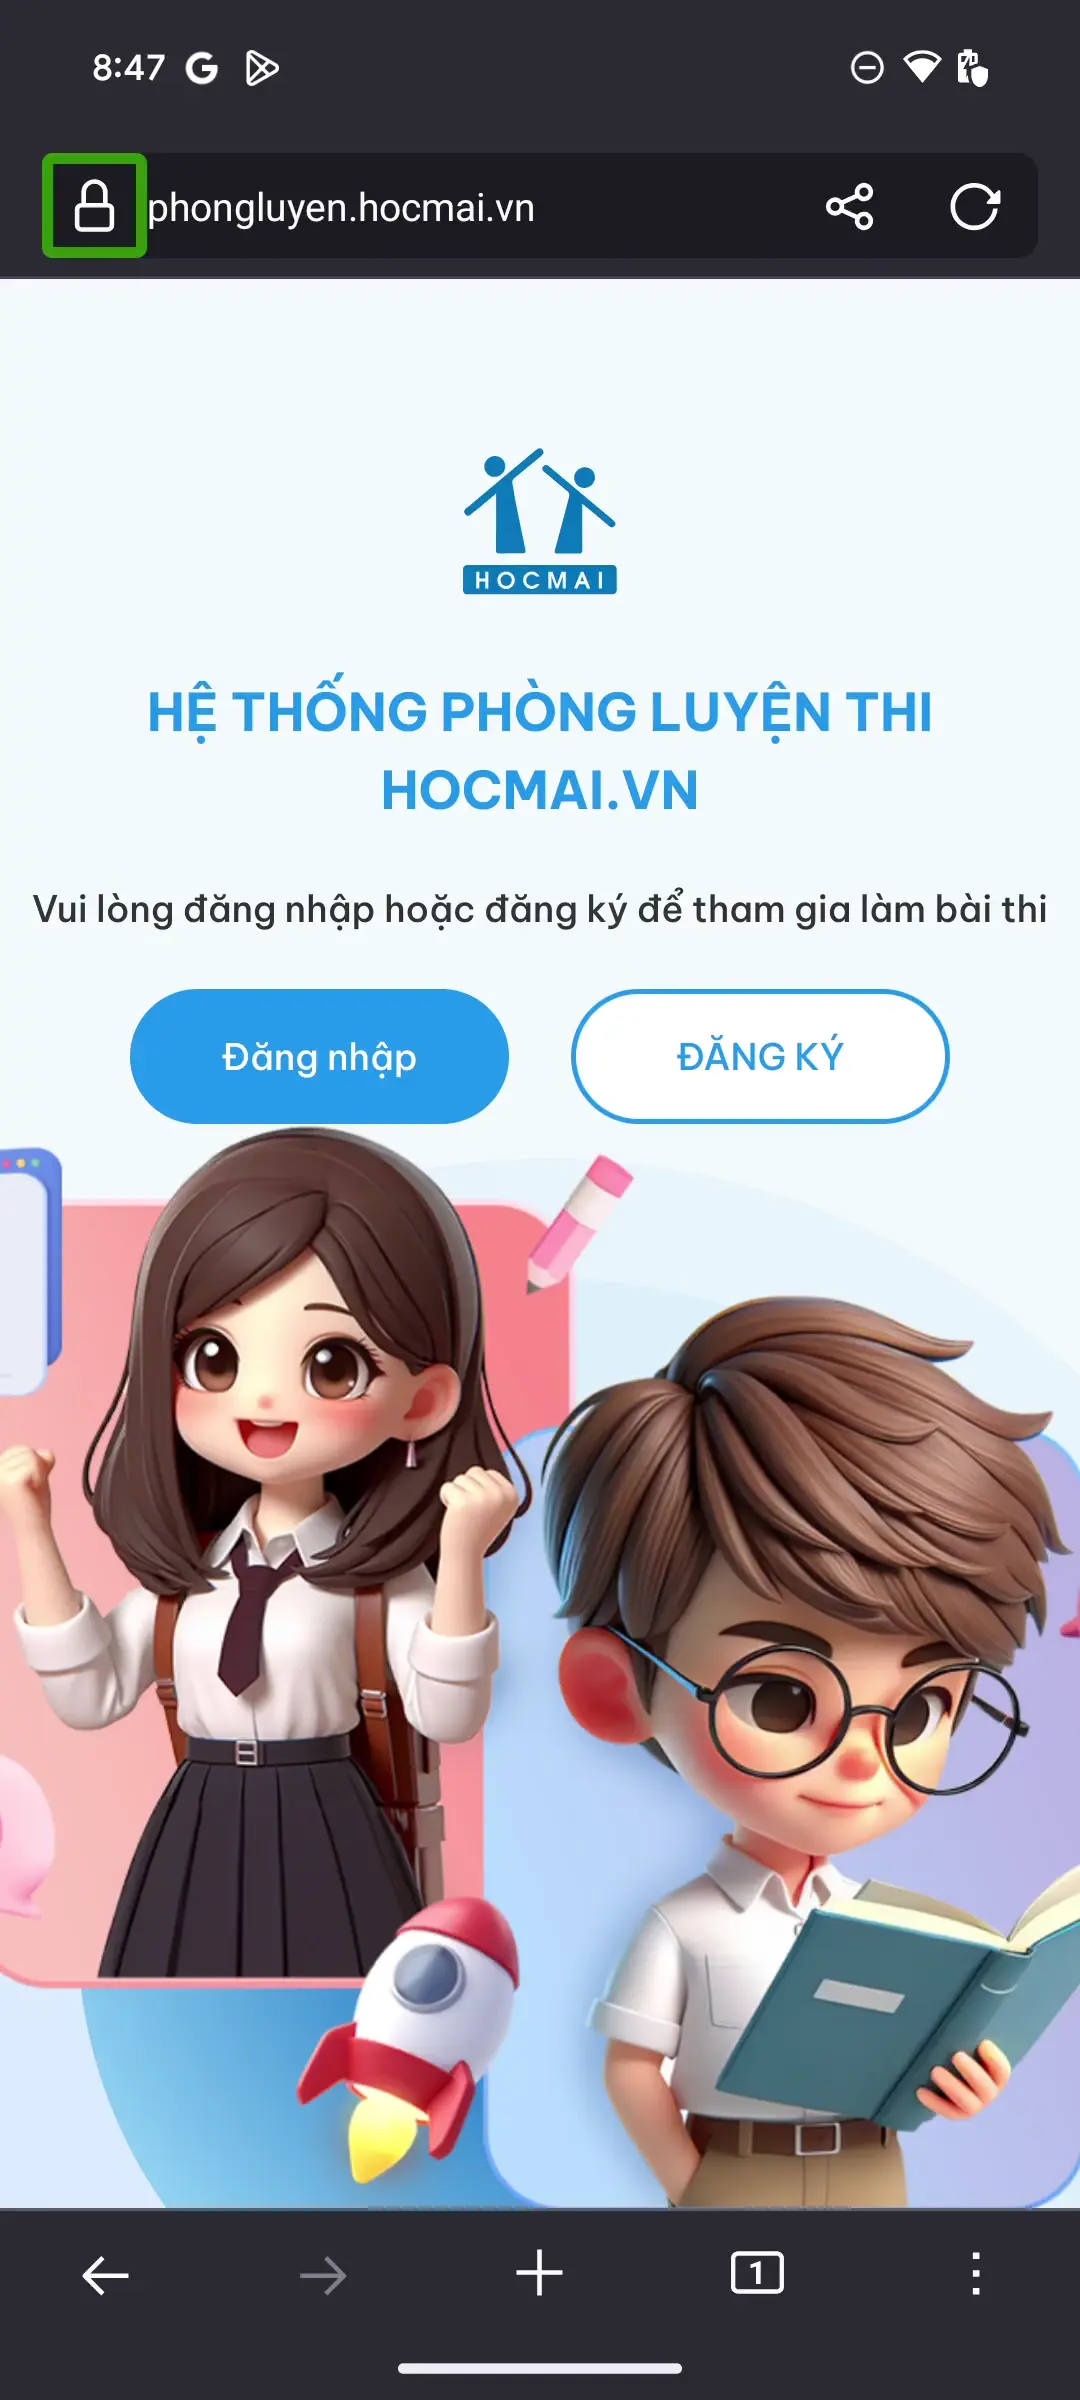 8:47
phongluyen.hocmai.vn
HOCMAI
HỆ THỐNG PHÒNG LUYỆN THI
HOCMAI.VN
Vui lòng đăng nhập hoặc đăng ký để tham gia làm bài thi
Đăng nhập
ĐĂNG KÝ
1